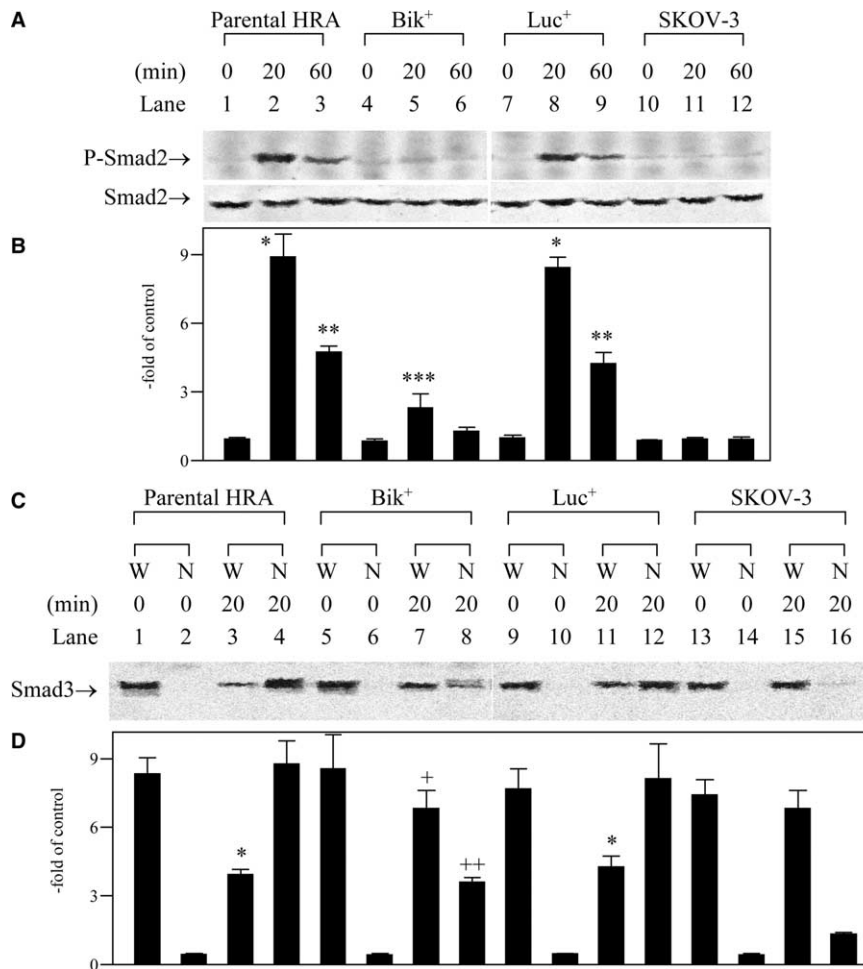 A
Parental HRA Bik+ Luc+ SKOV-3
(min) 0 20 60 0 20 60 0 20 60 0 20 60
Lane 1 2 3 4 5 6 7 8 9 10 11 12
P-Smad2→
Smad2→
B
-fold of control
9
6
3
0
* ** *** * **
C
Parental HRA Bik+ Luc+ SKOV-3
W N W N W N W N W N W N W N W N
(min) 0 0 20 20 0 0 20 20 0 0 20 20 0 0 20 20
Lane 1 2 3 4 5 6 7 8 9 10 11 12 13 14 15 16
Smad3→
D
-fold of control
9
6
3
0
* + ++ *